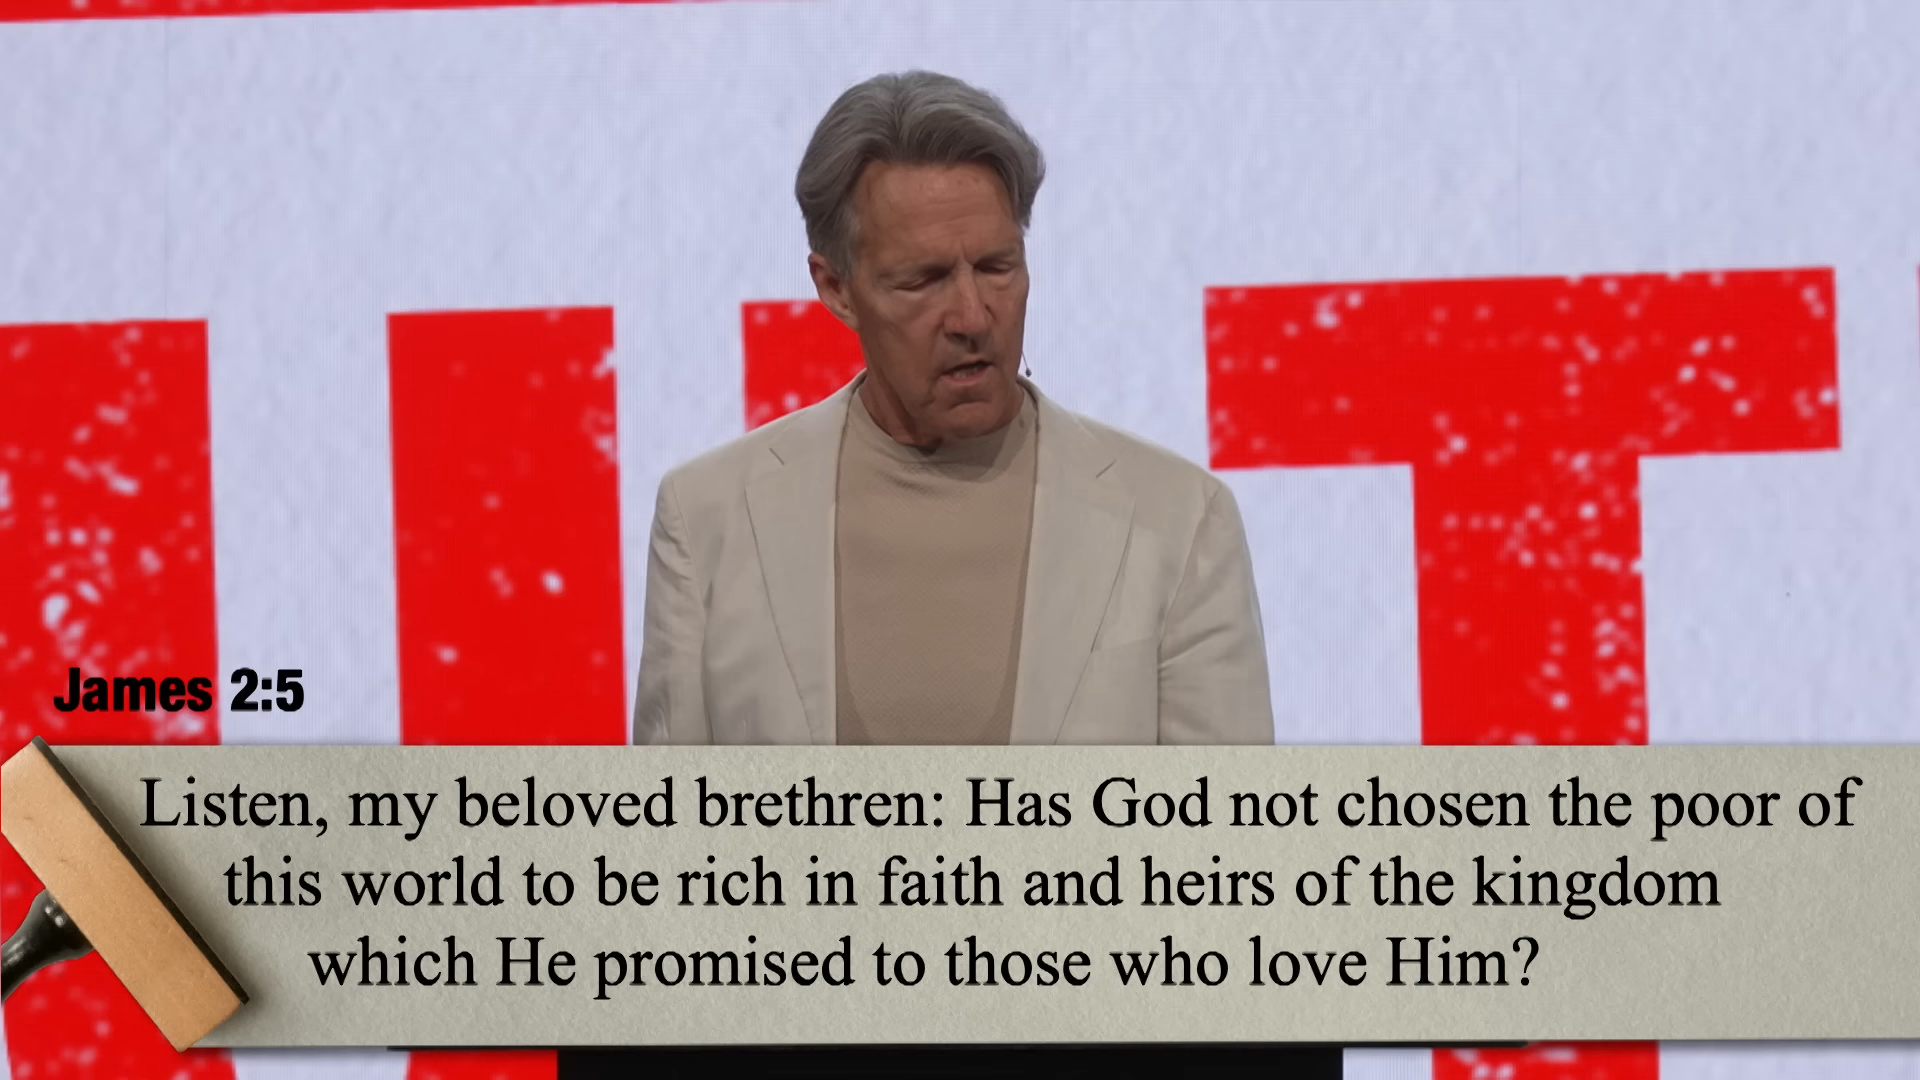 James 2:5
Listen, my beloved brethren: Has God not chosen the poor of
this world to be rich in faith and heirs of the kingdom
which He promised to those who love Him?